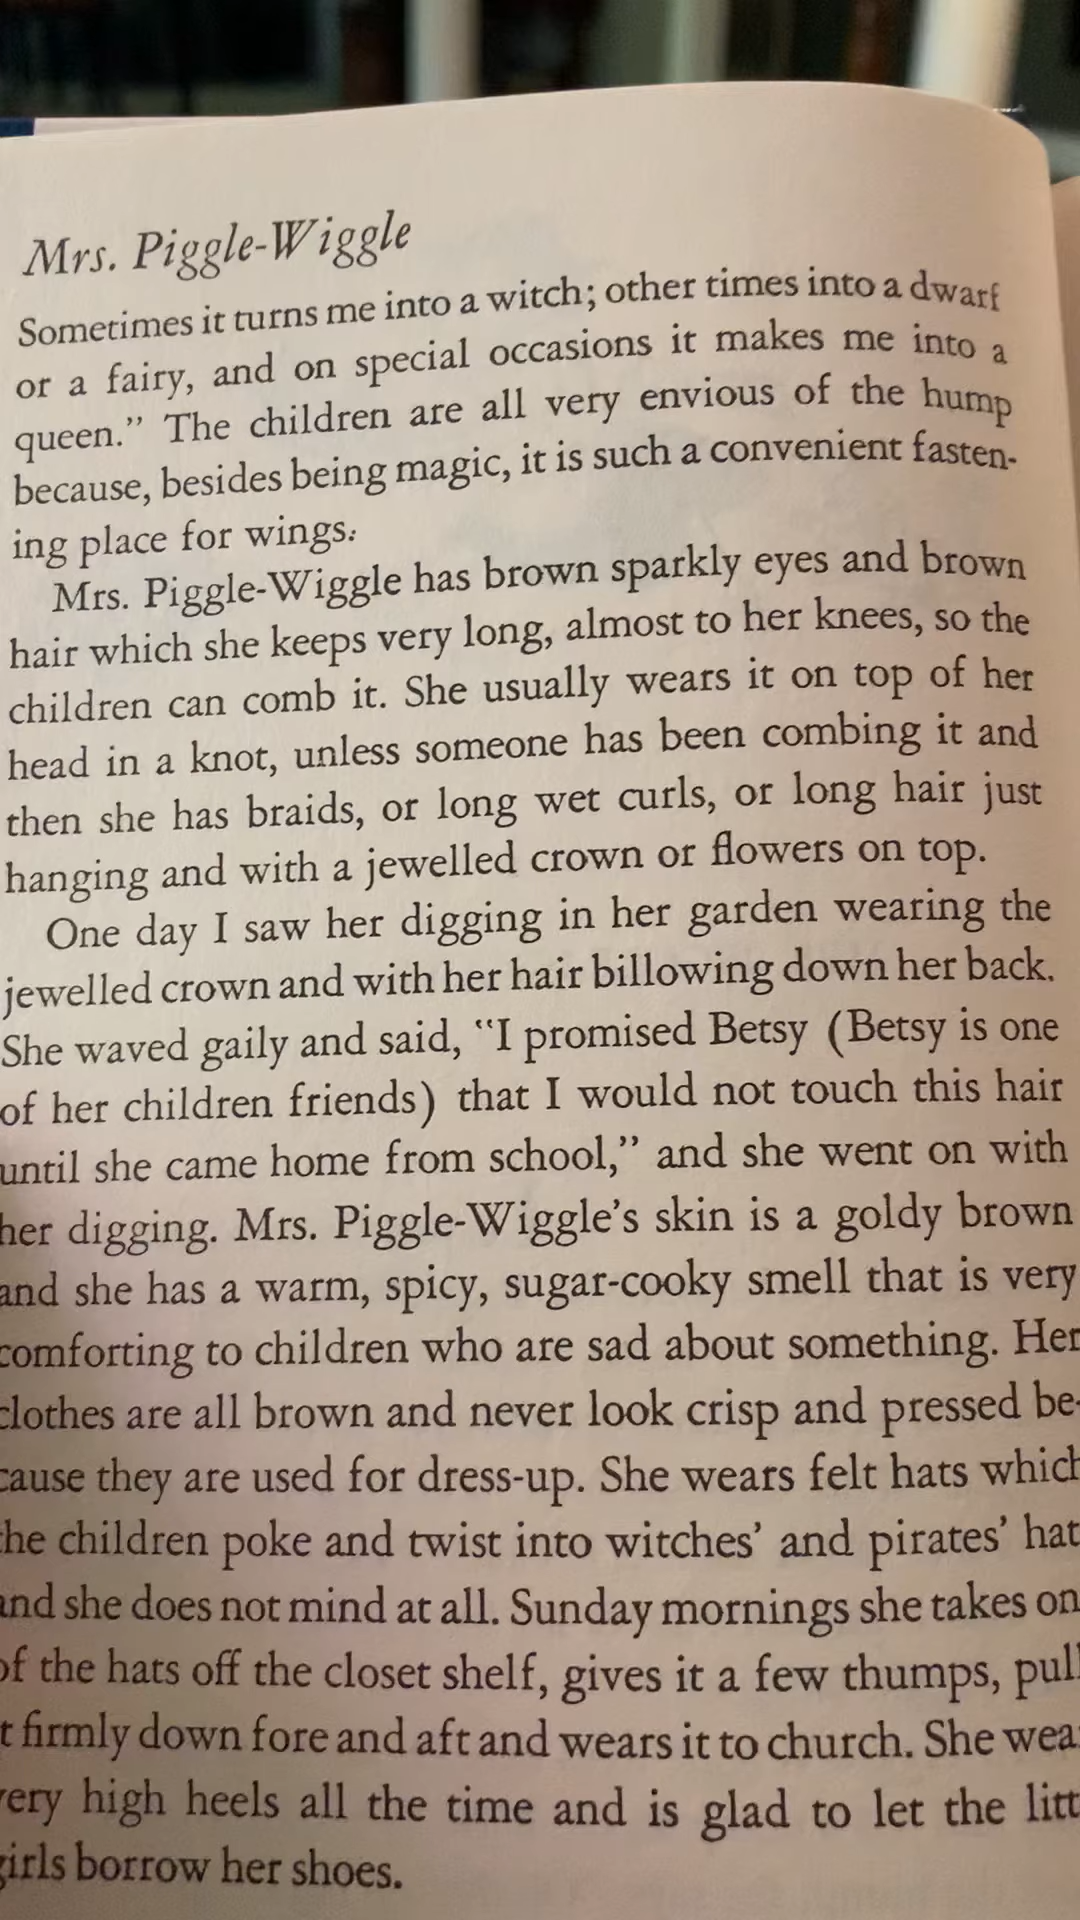 Mrs. Piggle-Wiggle
Sometimes it turns me into a witch; other times into a dwarf
or a fairy, and on special occasions it makes me into a
queen.” The children are all very envious of the hump
because, besides being magic, it is such a convenient fasten-
ing place for wings.
Mrs. Piggle-Wiggle has brown sparkly eyes and brown
hair which she keeps very long, almost to her knees, so the
children can comb it. She usually wears it on top of her
head in a knot, unless someone has been combing it and
then she has braids, or long wet curls, or long hair just
hanging and with a jewelled crown or flowers on top.
One day I saw her digging in her garden wearing the
jewelled crown and with her hair billowing down her back.
She waved gaily and said, “I promised Betsy (Betsy is one
of her children friends) that I would not touch this hair
until she came home from school,” and she went on with
her digging. Mrs. Piggle-Wiggle’s skin is a goldy brown
and she has a warm, spicy, sugar-cooky smell that is very
comforting to children who are sad about something. Her
clothes are all brown and never look crisp and pressed be-
cause they are used for dress-up. She wears felt hats which
the children poke and twist into witches’ and pirates’ hat
and she does not mind at all. Sunday mornings she takes on
of the hats off the closet shelf, gives it a few thumps, pull
t firmly down fore and aft and wears it to church. She wea
very high heels all the time and is glad to let the litt
girls borrow her shoes.